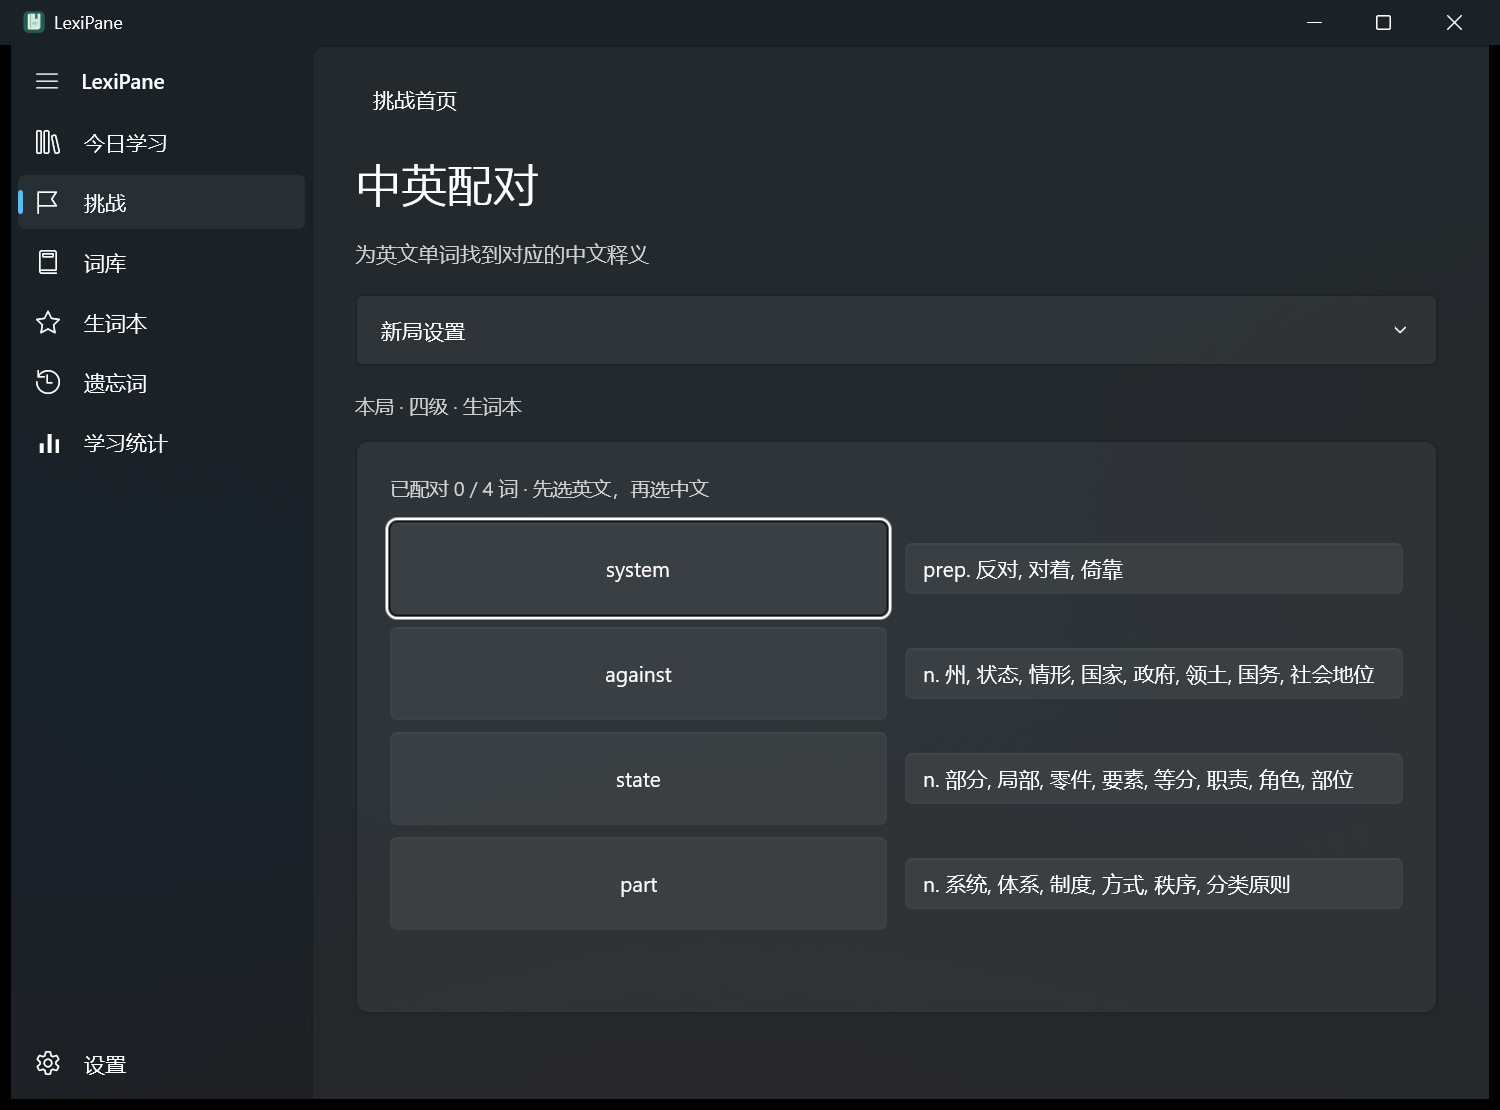 LexiPane
LexiPane
今日学习
挑战
词库
生词本
遗忘词
学习统计
设置
挑战首页
中英配对
为英文单词找到对应的中文释义
新局设置
本局 · 四级 · 生词本
已配对 0 / 4 词 · 先选英文，再选中文
system
prep. 反对, 对着, 倚靠
against
n. 州, 状态, 情形, 国家, 政府, 领土, 国务, 社会地位
state
n. 部分, 局部, 零件, 要素, 等分, 职责, 角色, 部位
part
n. 系统, 体系, 制度, 方式, 秩序, 分类原则